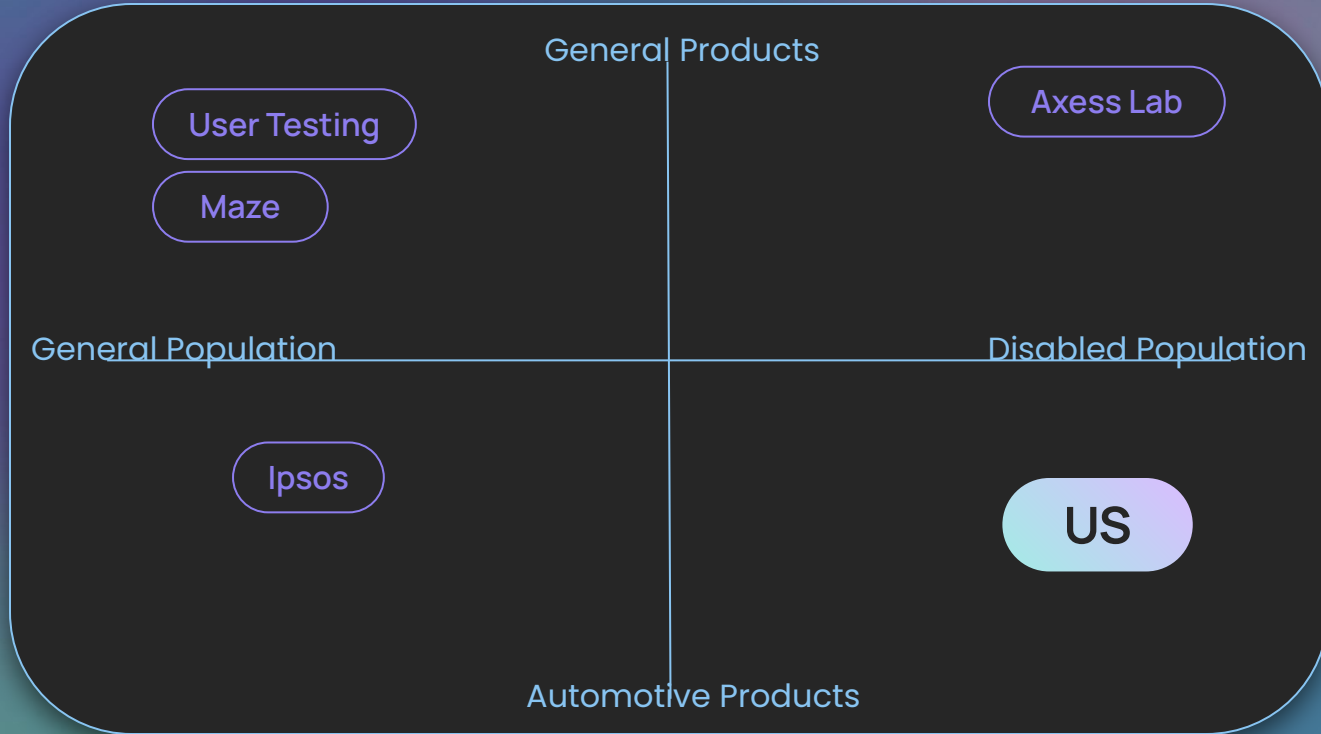 General Products
User Testing
Axess Lab
Maze
General Population
Disabled Population
Ipsos
US
Automotive Products